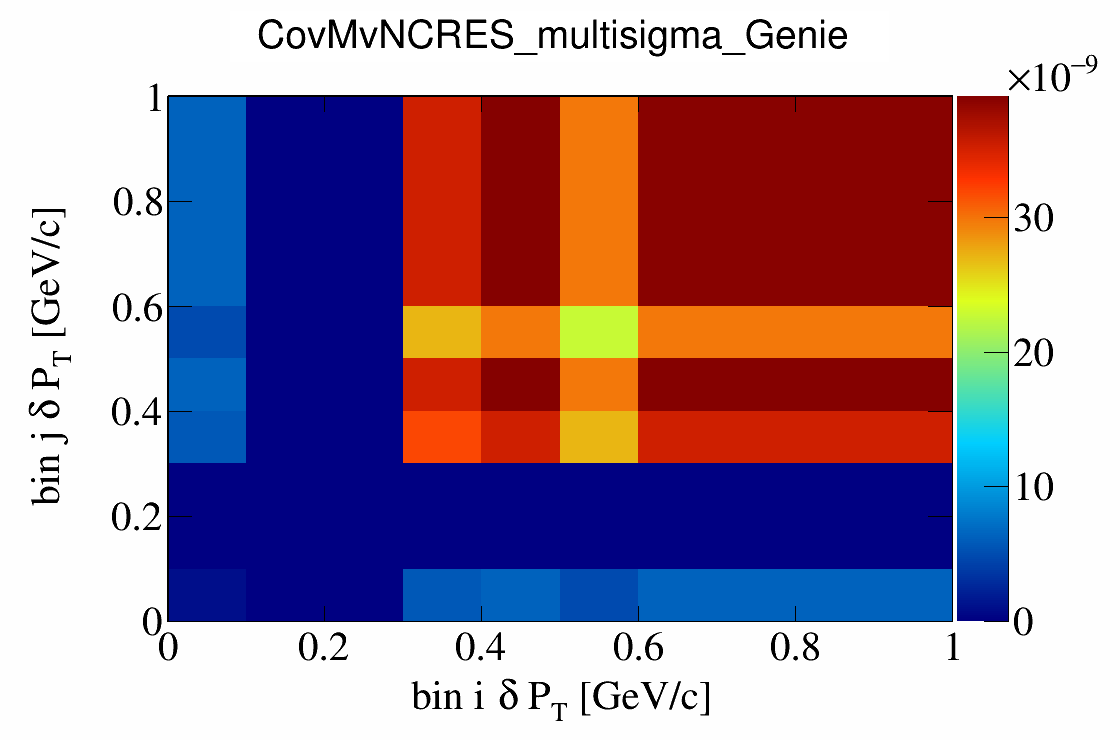 CovMvNCRES_multisigma_Genie
×10⁻⁹
1
0.8
0.6
0.4
0.2
0
bin j δ P_T [GeV/c]
30
20
10
0
0 0.2 0.4 0.6 0.8 1
bin i δ P_T [GeV/c]